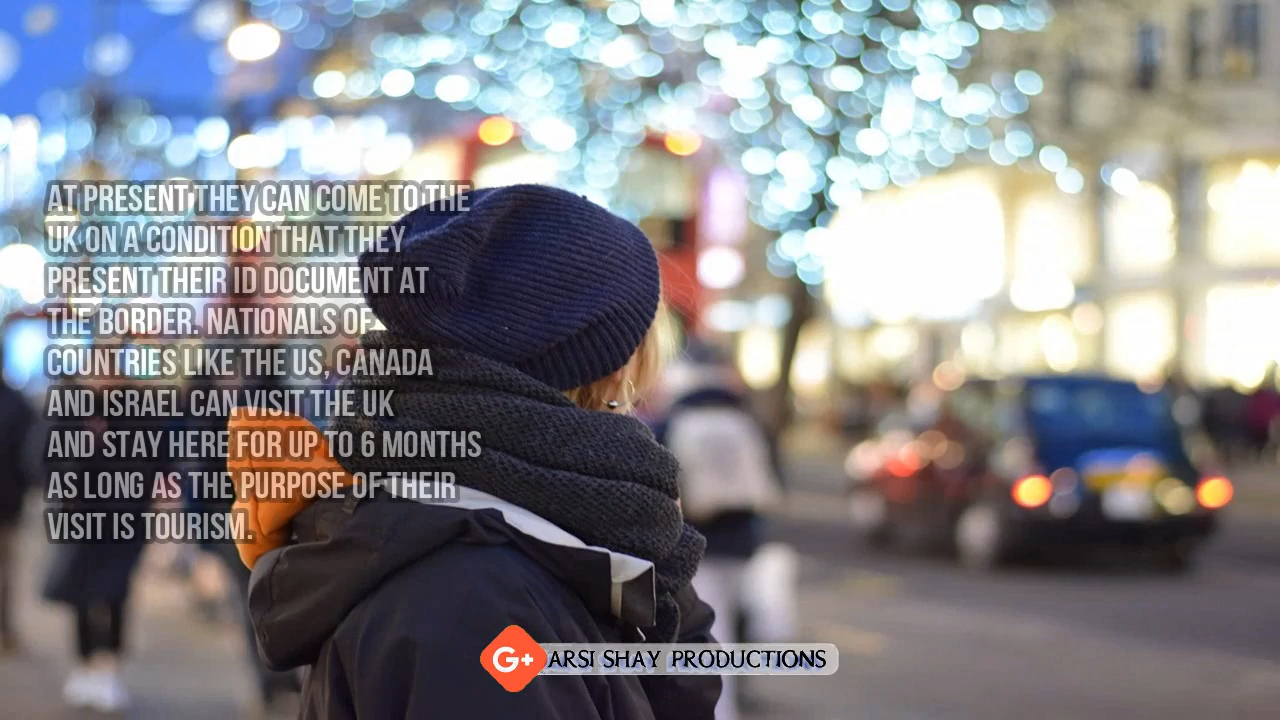 AT PRESENT THEY CAN COME TO THE
UK ON A CONDITION THAT THEY
PRESENT THEIR ID DOCUMENT AT
THE BORDER. NATIONALS OF
COUNTRIES LIKE THE US, CANADA
AND ISRAEL CAN VISIT THE UK
AND STAY HERE FOR UP TO 6 MONTHS
AS LONG AS THE PURPOSE OF THEIR
VISIT IS TOURISM.
G+ ARSI SHAY PRODUCTIONS